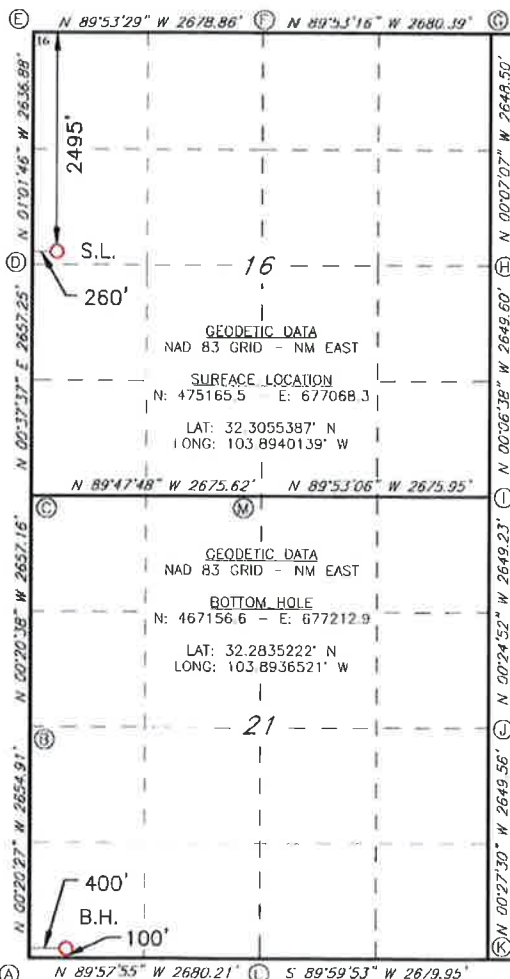 E N 89°53'29" W 2678.86' F N 89°53'16" W 2680.39' G
16
N 01°01'46" W 2636.88'
2495'
N 00°07'07" W 2648.50'
S.L.
D 16 H
260'
GEODETIC DATA
NAD 83 GRID - NM EAST
SURFACE LOCATION
N: 475165.5 - E: 677068.3
LAT: 32.3055387° N
LONG: 103.8940139° W
N 00°37'37" E 2657.25'
N 00°06'38" W 2649.60'
N 89°47'48" W 2675.62' N 89°53'06" W 2675.95'
C M I
GEODETIC DATA
NAD 83 GRID - NM EAST
BOTTOM HOLE
N: 467156.6 - E: 677212.9
LAT: 32.2835222° N
LONG: 103.8936521° W
N 00°20'38" W 2657.16'
N 00°24'52" W 2649.23'
B 21 J
N 00°20'27" W 2654.91'
N 00°27'30" W 2649.56'
400'
B.H.
100'
K
A N 89°57'55" W 2680.21' L S 89°59'53" W 2679.95'